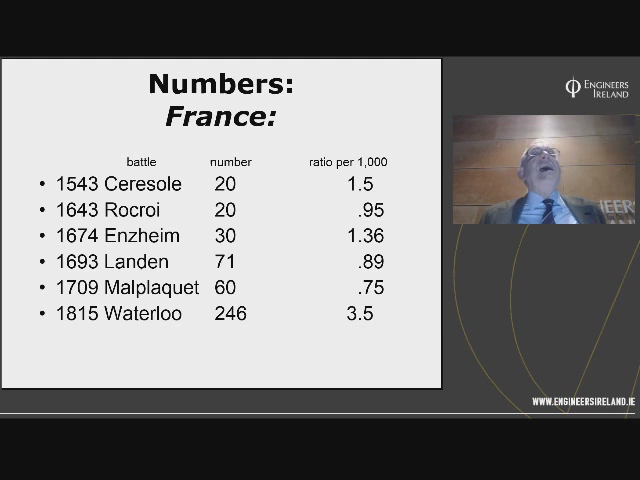 Numbers:
France:
battle number ratio per 1,000
• 1543 Ceresole 20 1.5
• 1643 Rocroi 20 .95
• 1674 Enzheim 30 1.36
• 1693 Landen 71 .89
• 1709 Malplaquet 60 .75
• 1815 Waterloo 246 3.5
ENGINEERS
IRELAND
WWW.ENGINEERSIRELAND.IE